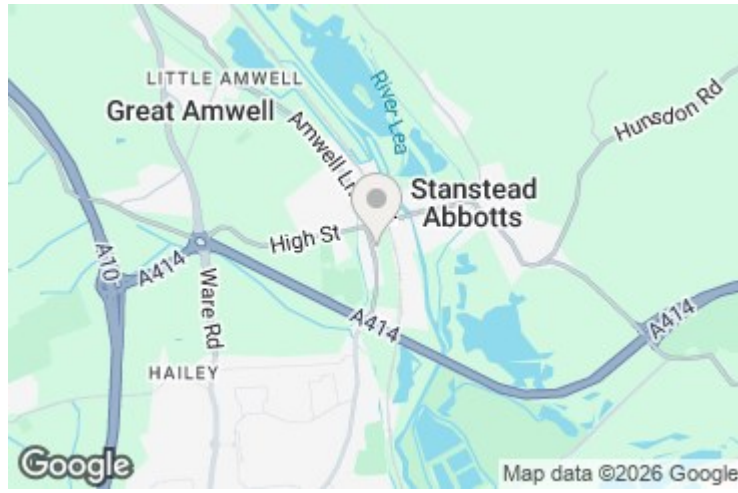 LITTLE AMWELL
Great Amwell
Amwell Ln
River Lea
Hunsdon Rd
Stanstead
Abbotts
High St
A10
A414
Ware Rd
A414
A414
HAILEY
Google
Map data ©2026 Google